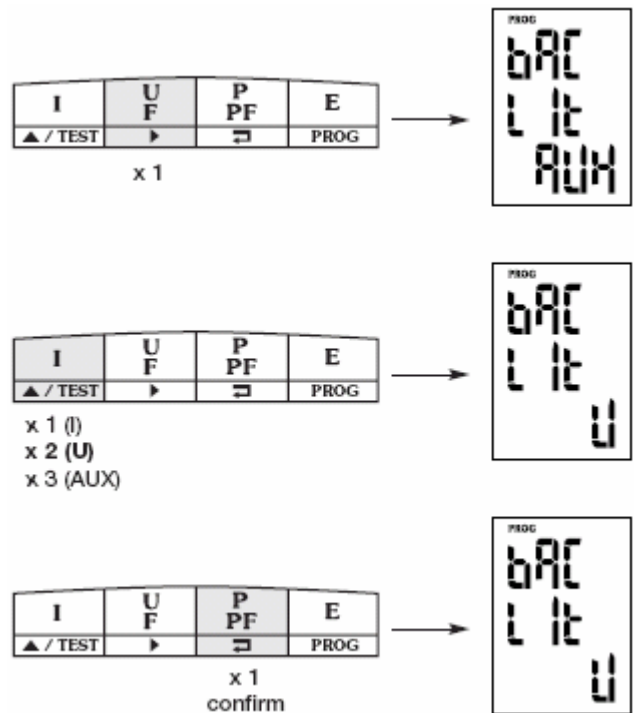 PROG
bAC
LIt
AUX
I U F P PF E
▲ / TEST PROG
x 1
PROG
bAC
LIt
U
I U F P PF E
▲ / TEST PROG
x 1 (I)
x 2 (U)
x 3 (AUX)
PROG
bAC
LIt
U
I U F P PF E
▲ / TEST PROG
x 1
confirm